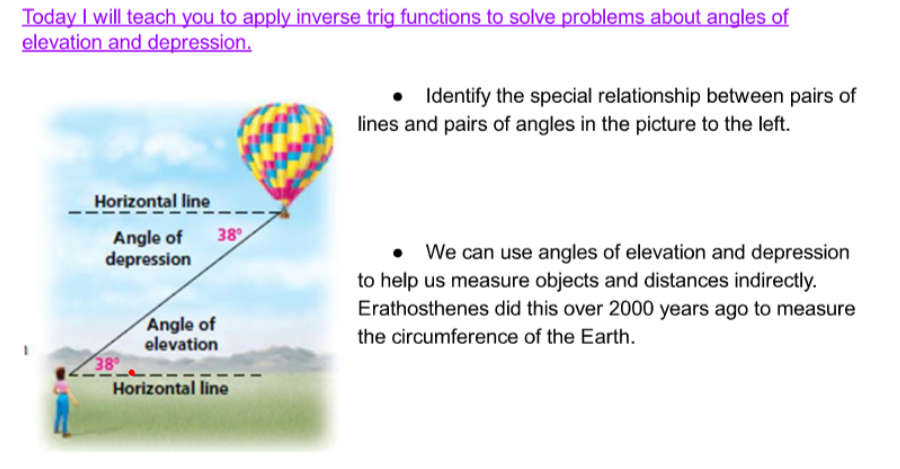 Today I will teach you to apply inverse trig functions to solve problems about angles of
elevation and depression.
• Identify the special relationship between pairs of
lines and pairs of angles in the picture to the left.
Horizontal line
Angle of
depression
38°
Angle of
elevation
38°
Horizontal line
• We can use angles of elevation and depression
to help us measure objects and distances indirectly.
Erathosthenes did this over 2000 years ago to measure
the circumference of the Earth.